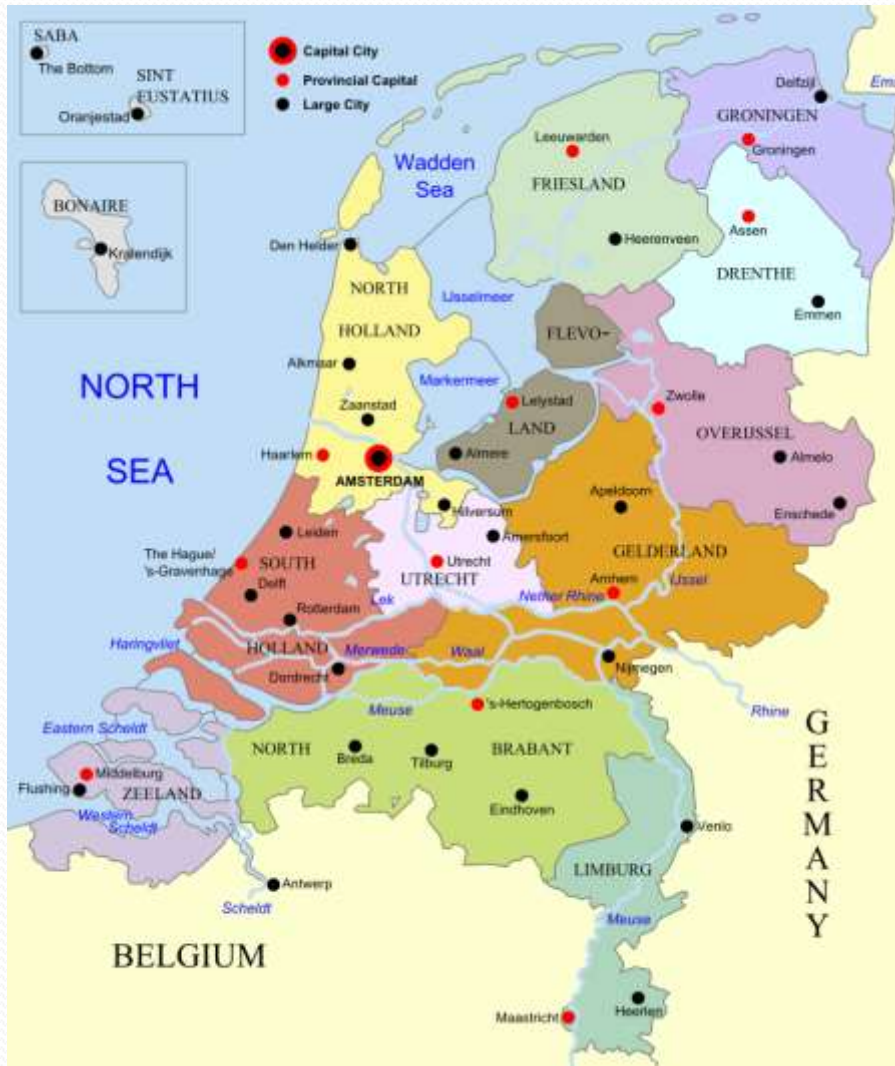 SABA
The Bottom
SINT
EUSTATIUS
Oranjestad
Capital City
Provincial Capital
Large City
BONAIRE
Kralendijk
Wadden
Sea
Delfzijl
GRONINGEN
Groningen
Leeuwarden
FRIESLAND
Heerenveen
Assen
DRENTHE
Emmen
Den Helder
NORTH
HOLLAND
IJsselmeer
FLEVO-
LAND
Alkmaar
Markermeer
Zaanstad
Lelystad
Zwolle
OVERIJSSEL
NORTH
SEA
Haarlem
AMSTERDAM
Almere
Almelo
Apeldoorn
Enschede
Hilversum
Leiden
Amersfoort
The Hague/
's-Gravenhage
SOUTH
HOLLAND
Delft
Utrecht
UTRECHT
GELDERLAND
Arnhem
IJssel
Lek
Nether Rhine
Rotterdam
Haringvliet
Merwede
Waal
Dordrecht
Nijmegen
Rhine
Meuse
's-Hertogenbosch
Eastern Scheldt
NORTH
BRABANT
Breda
Tilburg
Middelburg
Flushing
ZEELAND
Western
Scheldt
Eindhoven
Venlo
GERMANY
LIMBURG
Antwerp
Scheldt
Meuse
BELGIUM
Maastricht
Heerlen